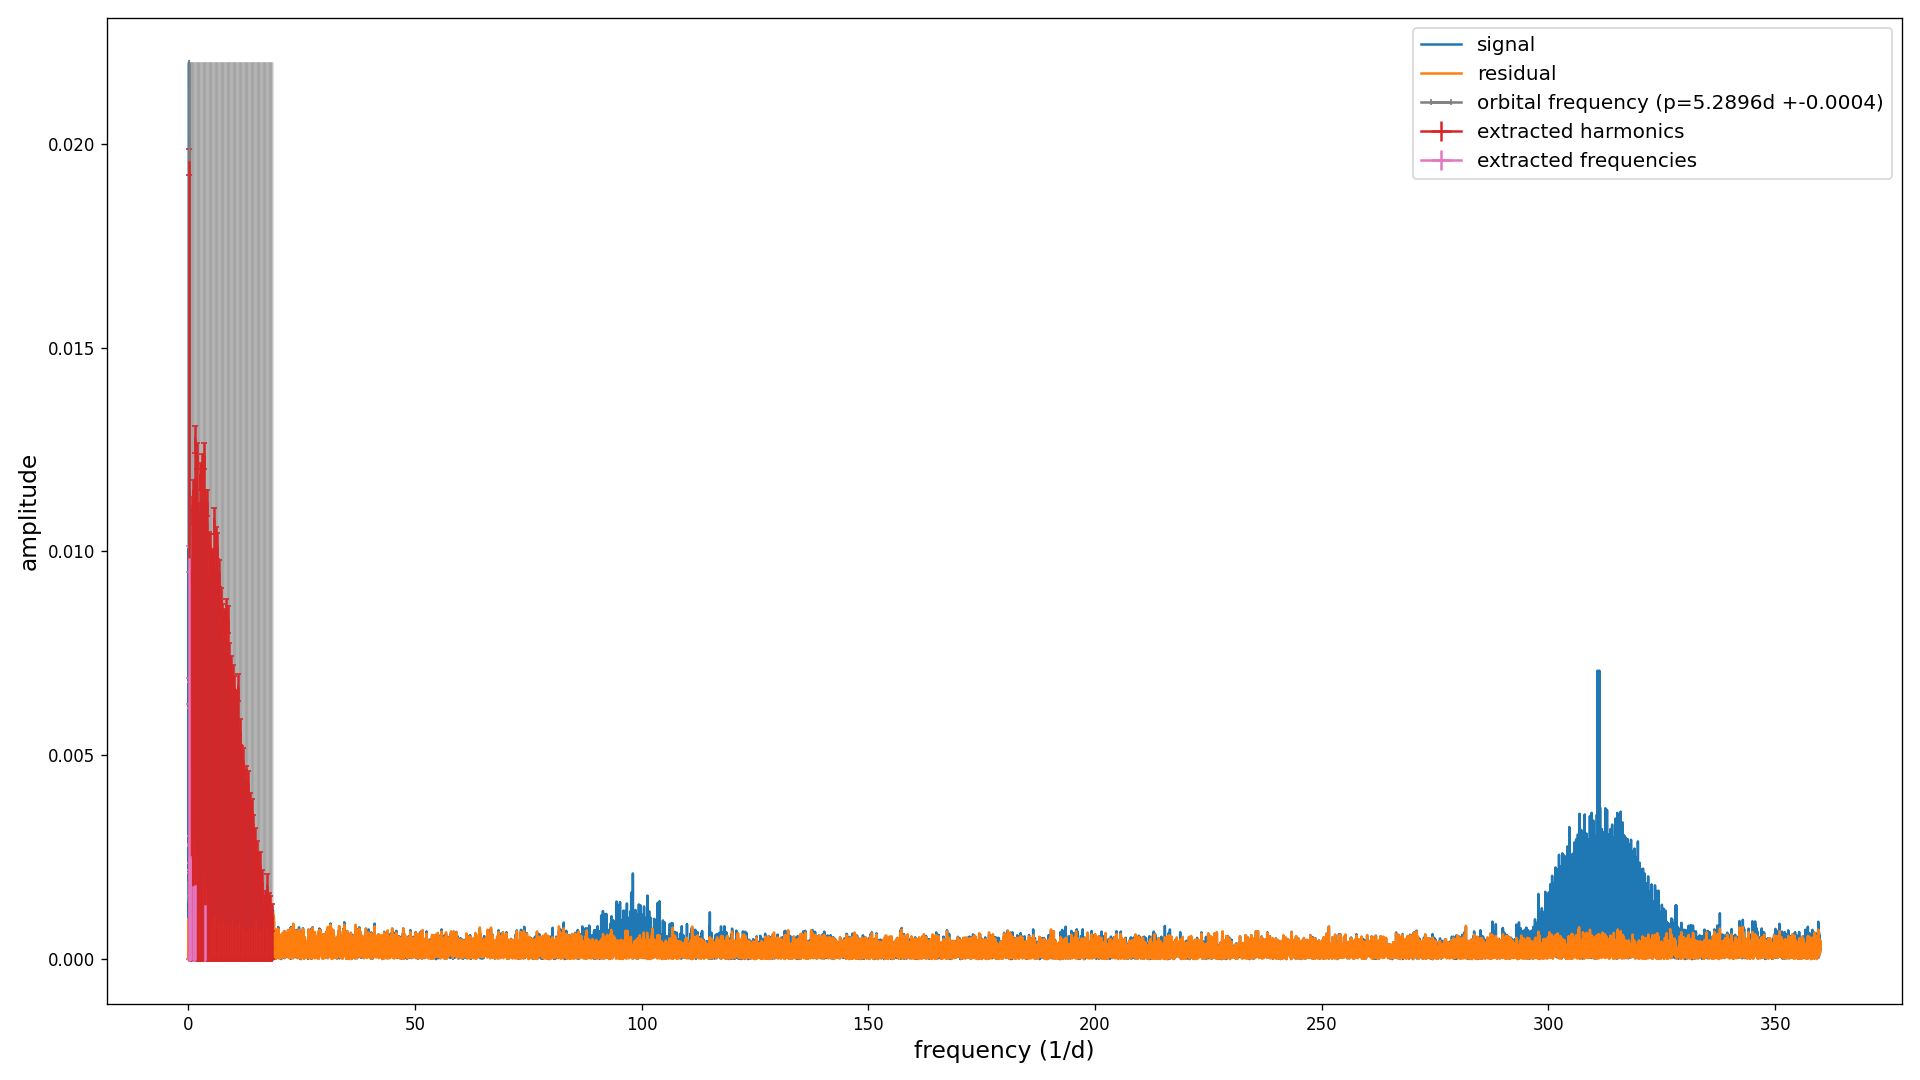 signal
residual
orbital frequency (p=5.2896d +-0.0004)
extracted harmonics
extracted frequencies
0.020
0.015
0.010
0.005
0.000
amplitude
0 50 100 150 200 250 300 350
frequency (1/d)